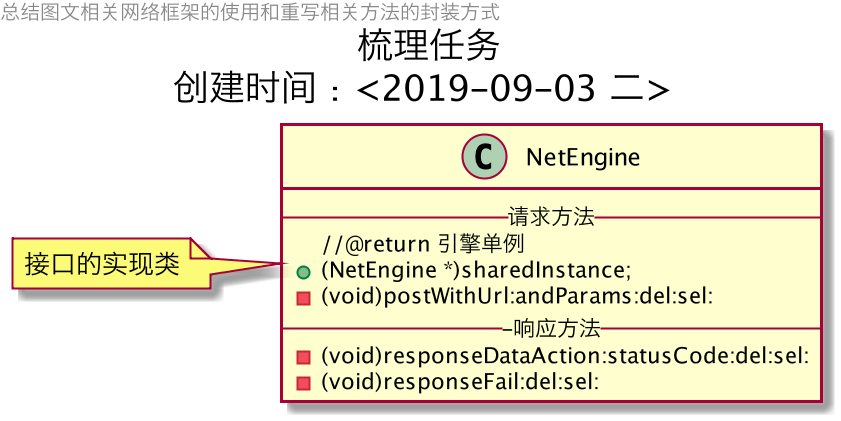 总结图文相关网络框架的使用和重写相关方法的封装方式
梳理任务
创建时间：<2019-09-03 二>
C NetEngine
请求方法
//@return 引擎单例
接口的实现类
(NetEngine *)sharedInstance;
(void)postWithUrl:andParams:del:sel:
-响应方法
(void)responseDataAction:statusCode:del:sel:
(void)responseFail:del:sel: